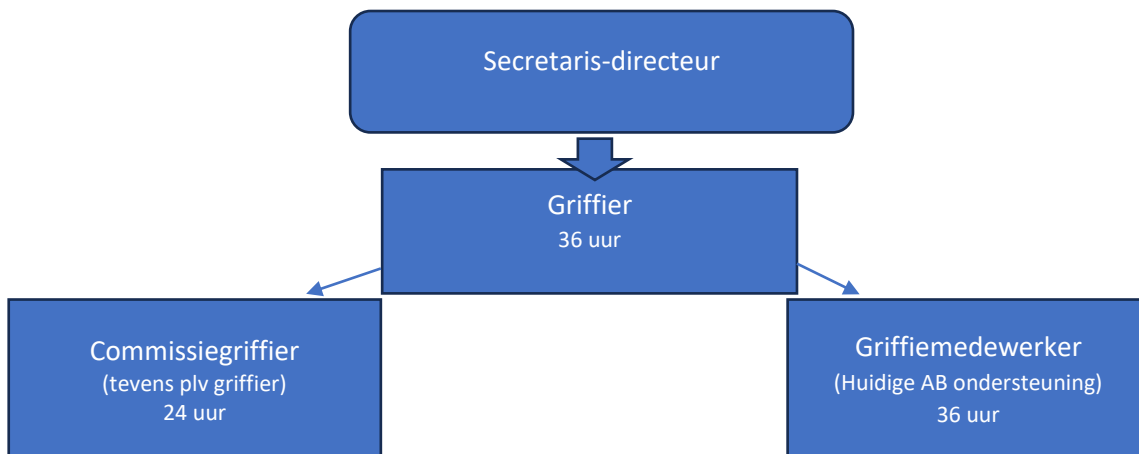 Secretaris-directeur
Griffier
36 uur
Commissiegriffier
(tevens plv griffier)
24 uur
Griffiemedewerker
(Huidige AB ondersteuning)
36 uur